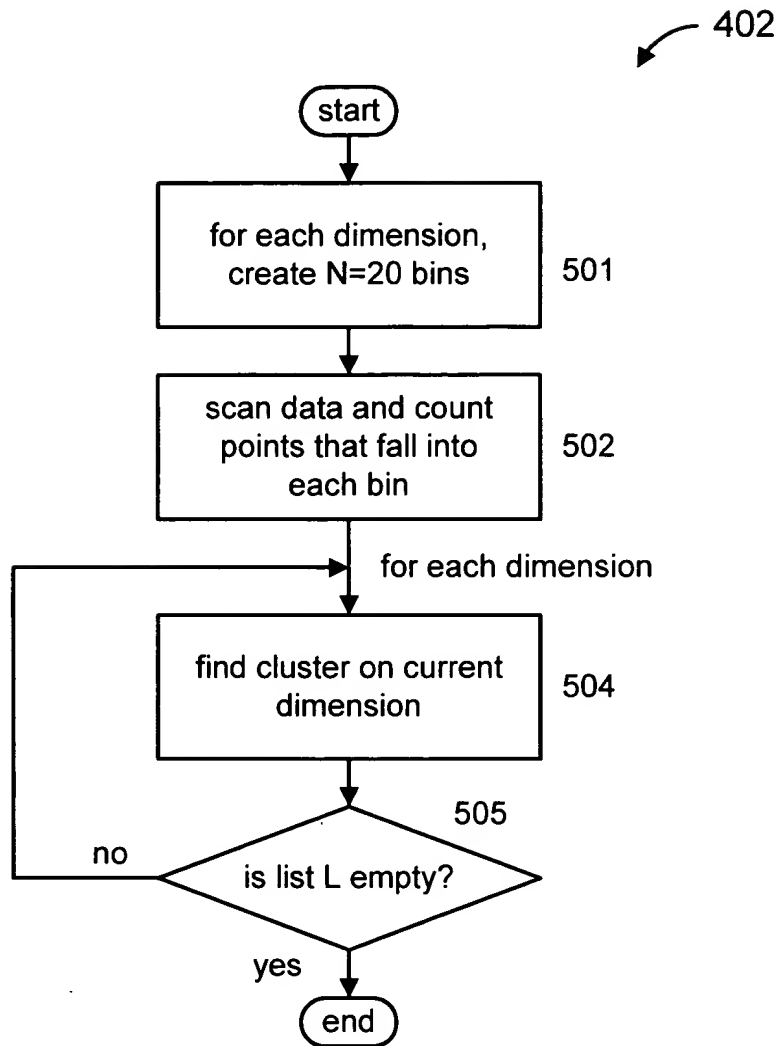 402
start
for each dimension,
create N=20 bins
501
scan data and count
points that fall into
each bin
502
for each dimension
find cluster on current
dimension
504
505
no
is list L empty?
yes
end